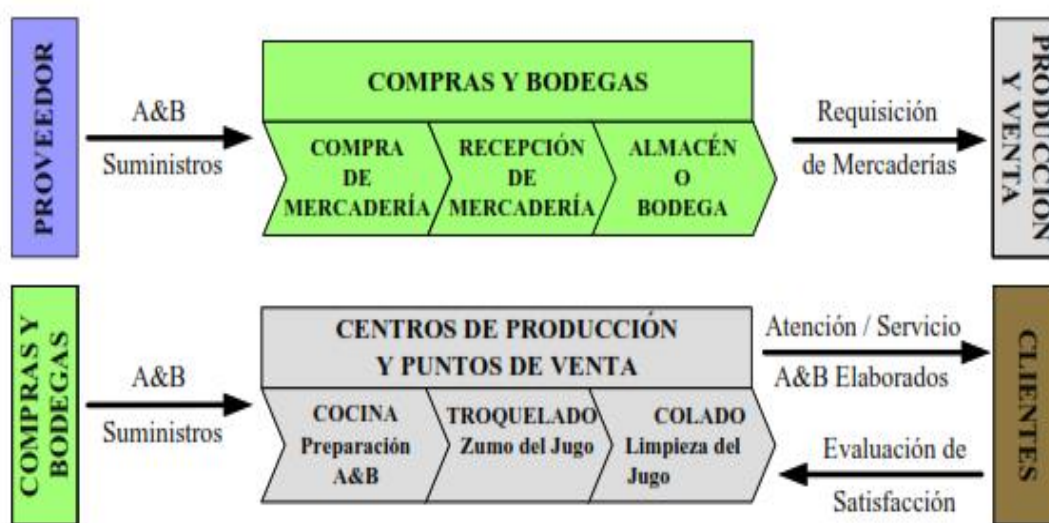 PROVEEDOR
A&B
Suministros
COMPRAS Y BODEGAS
COMPRA
DE
MERCADERÍA
RECEPCIÓN
DE
MERCADERÍA
ALMACÉN
O
BODEGA
Requisición
de Mercaderías
PRODUCCIÓN
Y VENTA
COMPRAS Y
BODEGAS
A&B
Suministros
CENTROS DE PRODUCCIÓN
Y PUNTOS DE VENTA
COCINA
Preparación
A&B
TROQUELADO
Zumo del Jugo
COLADO
Limpieza del
Jugo
Atención / Servicio
A&B Elaborados
Evaluación de
Satisfacción
CLIENTES